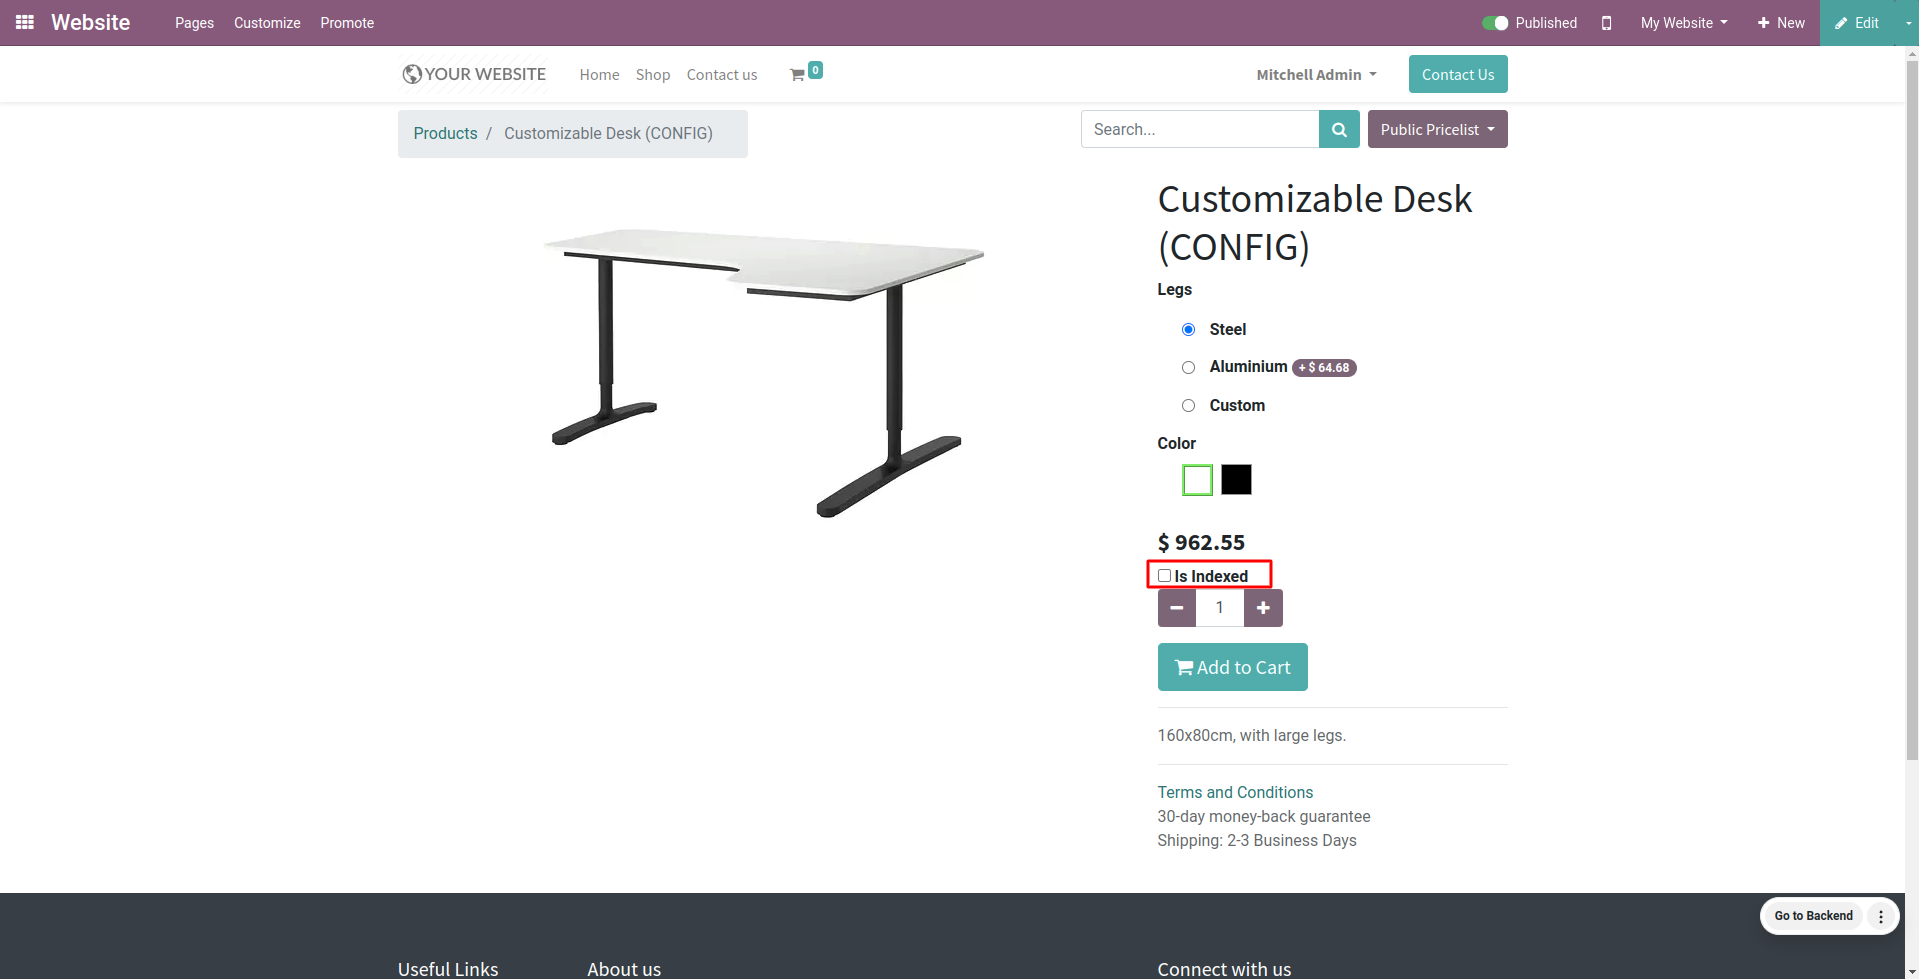 Website
Pages Customize Promote
Published
My Website
New
Edit
YOUR WEBSITE
Home Shop Contact us
0
Mitchell Admin
Contact Us
Products / Customizable Desk (CONFIG)
Search...
Public Pricelist
Customizable Desk
(CONFIG)
Legs
Steel
Aluminium + $ 64.68
Custom
Color
$ 962.55
Is Indexed
1
Add to Cart
160x80cm, with large legs.
Terms and Conditions
30-day money-back guarantee
Shipping: 2-3 Business Days
Go to Backend
Useful Links
About us
Connect with us